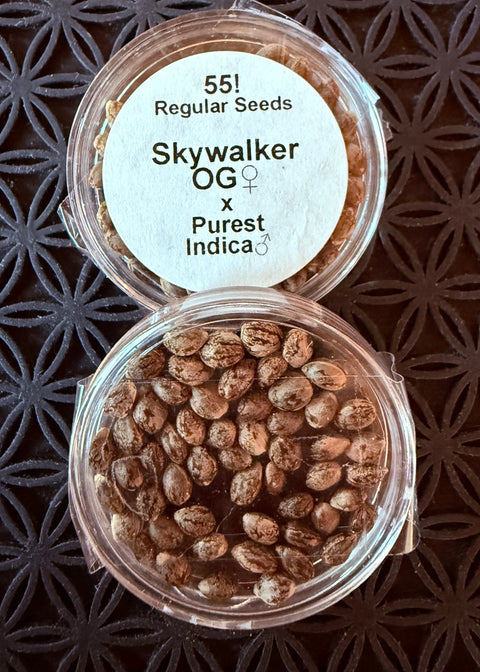 55!
Regular Seeds
Skywalker
OG♀
x
Purest
Indica♂